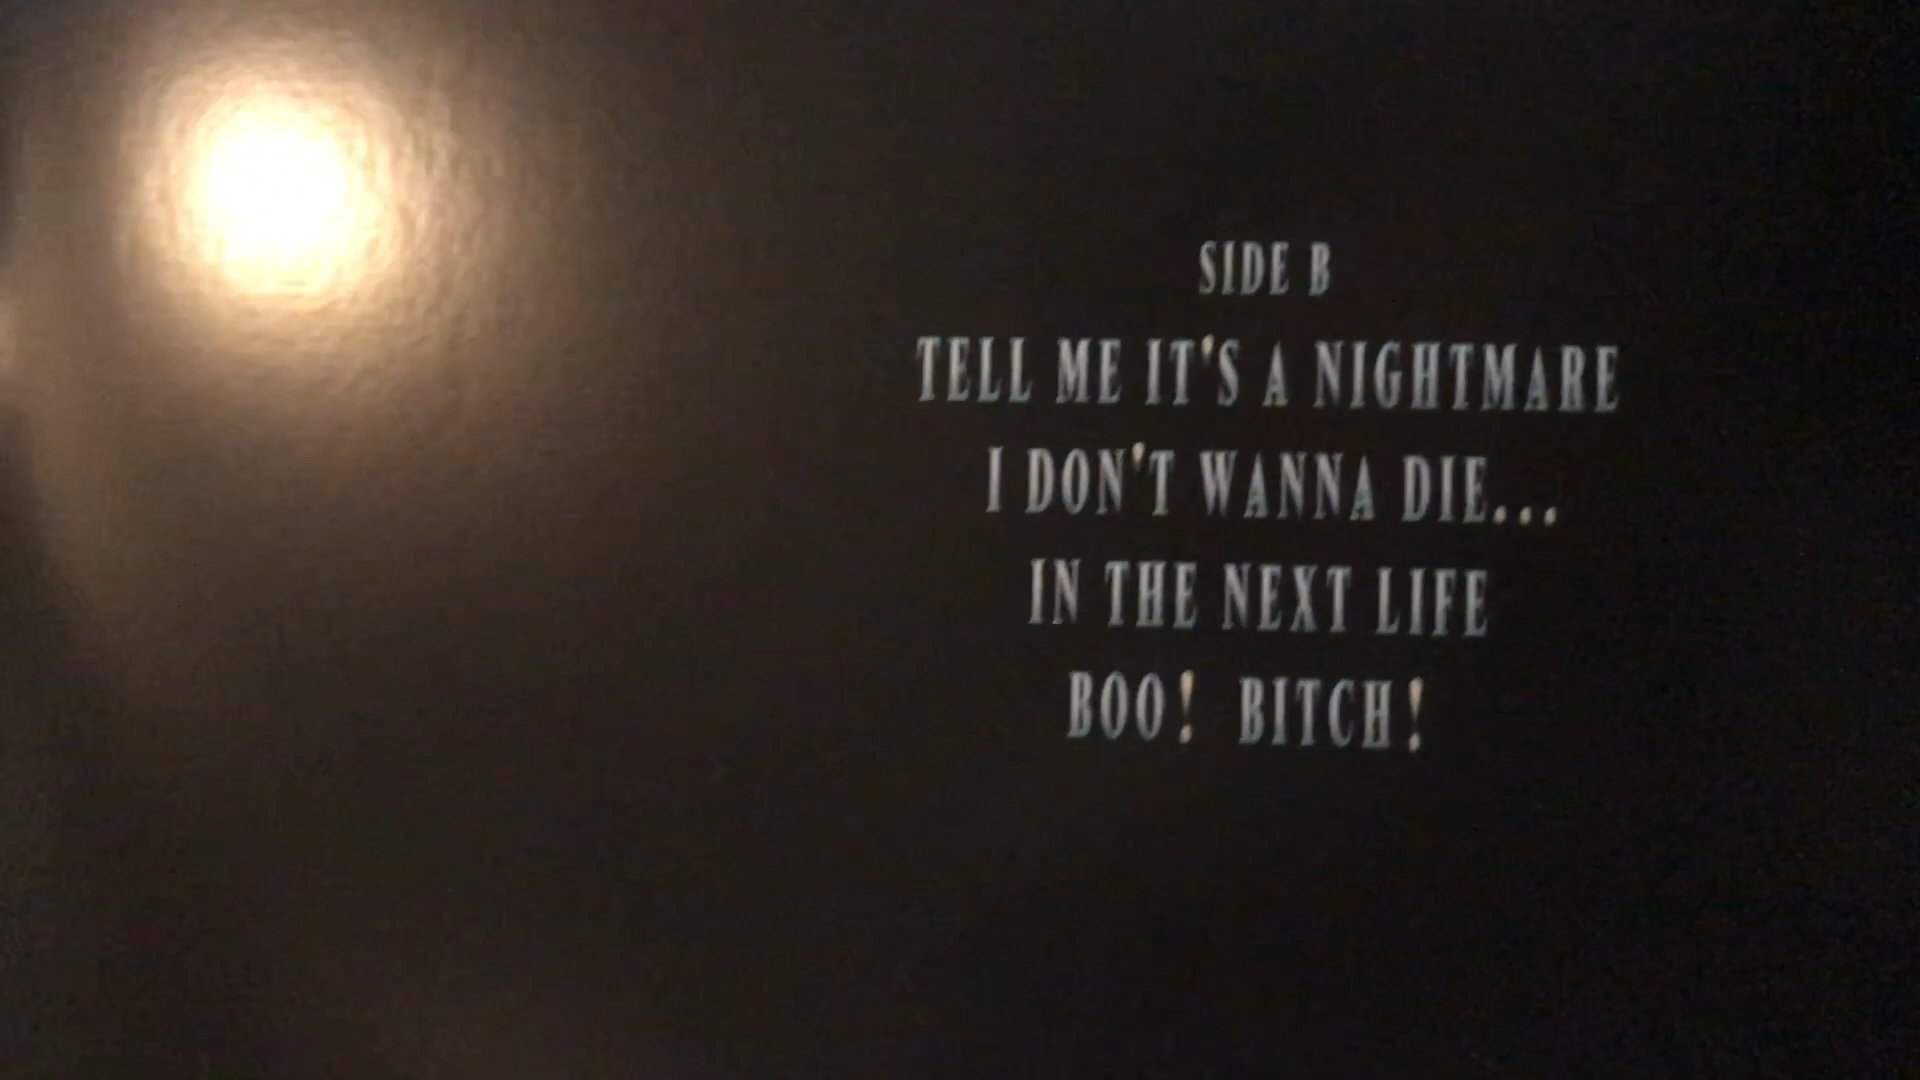 SIDE B
TELL ME IT'S A NIGHTMARE
I DON'T WANNA DIE...
IN THE NEXT LIFE
BOO! BITCH!